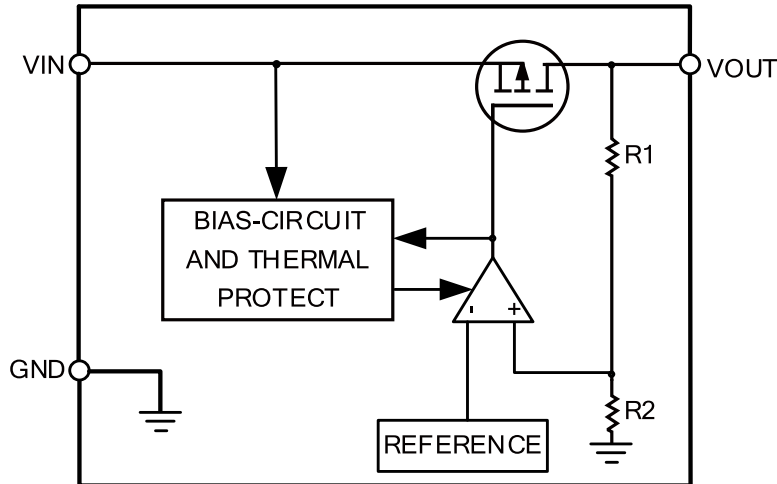 VIN
VOUT
R1
BIAS-CIRCUIT
AND THERMAL
PROTECT
- +
GND
R2
REFERENCE